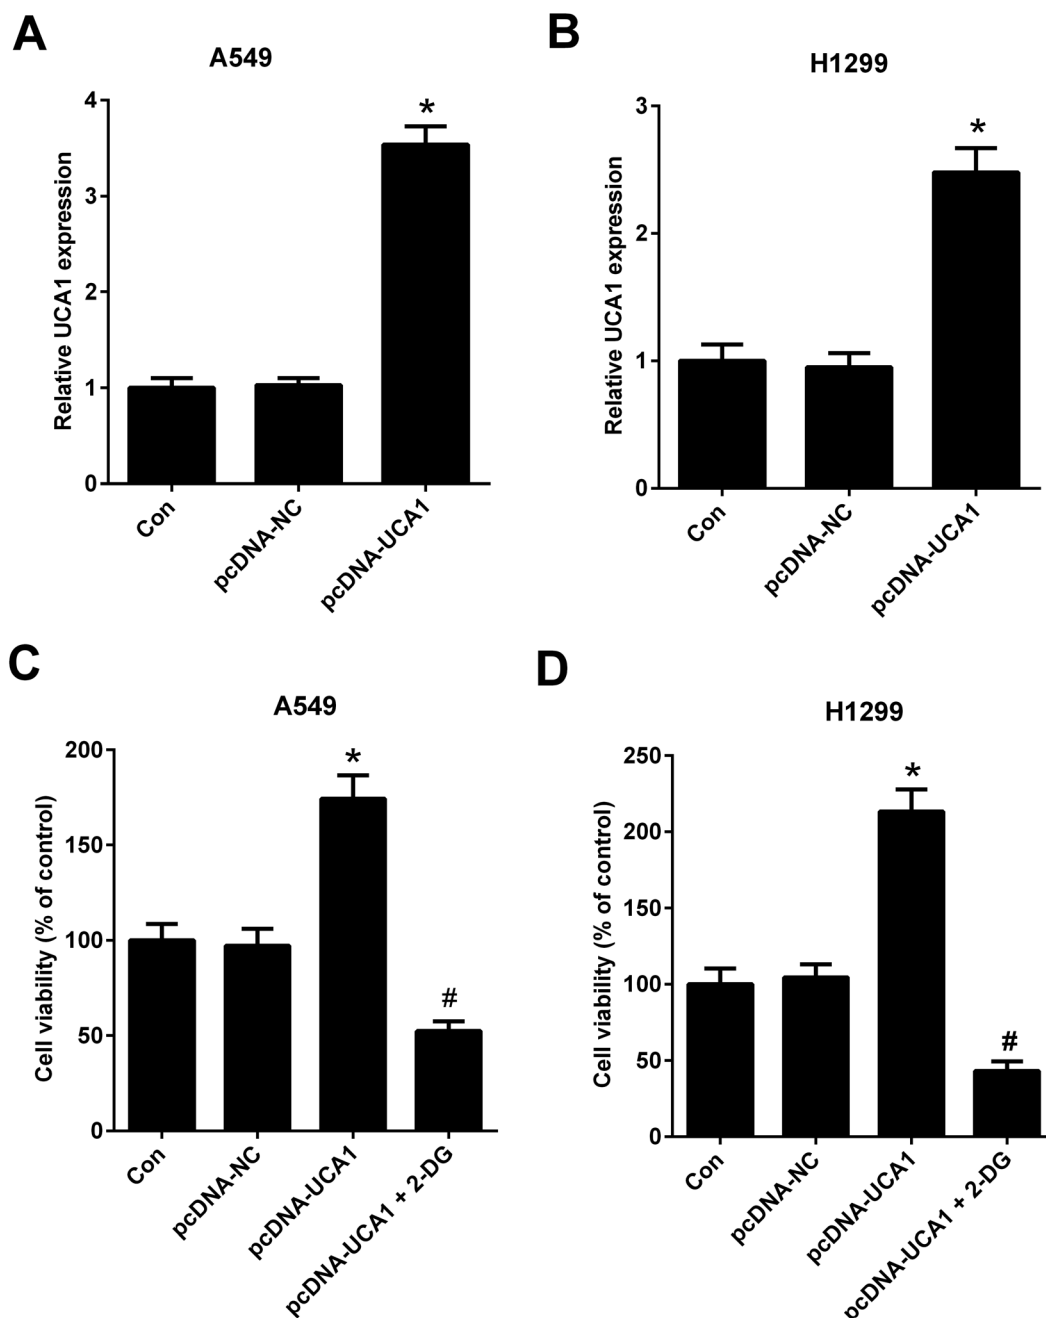 A
A549
Relative UCA1 expression
4
3
2
1
0
*
Con
pcDNA-NC
pcDNA-UCA1
B
H1299
Relative UCA1 expression
3
2
1
0
*
Con
pcDNA-NC
pcDNA-UCA1
C
A549
Cell viability (% of control)
200
150
100
50
0
*
#
Con
pcDNA-NC
pcDNA-UCA1
pcDNA-UCA1 + 2-DG
D
H1299
Cell viability (% of control)
250
200
150
100
50
0
*
#
Con
pcDNA-NC
pcDNA-UCA1
pcDNA-UCA1 + 2-DG